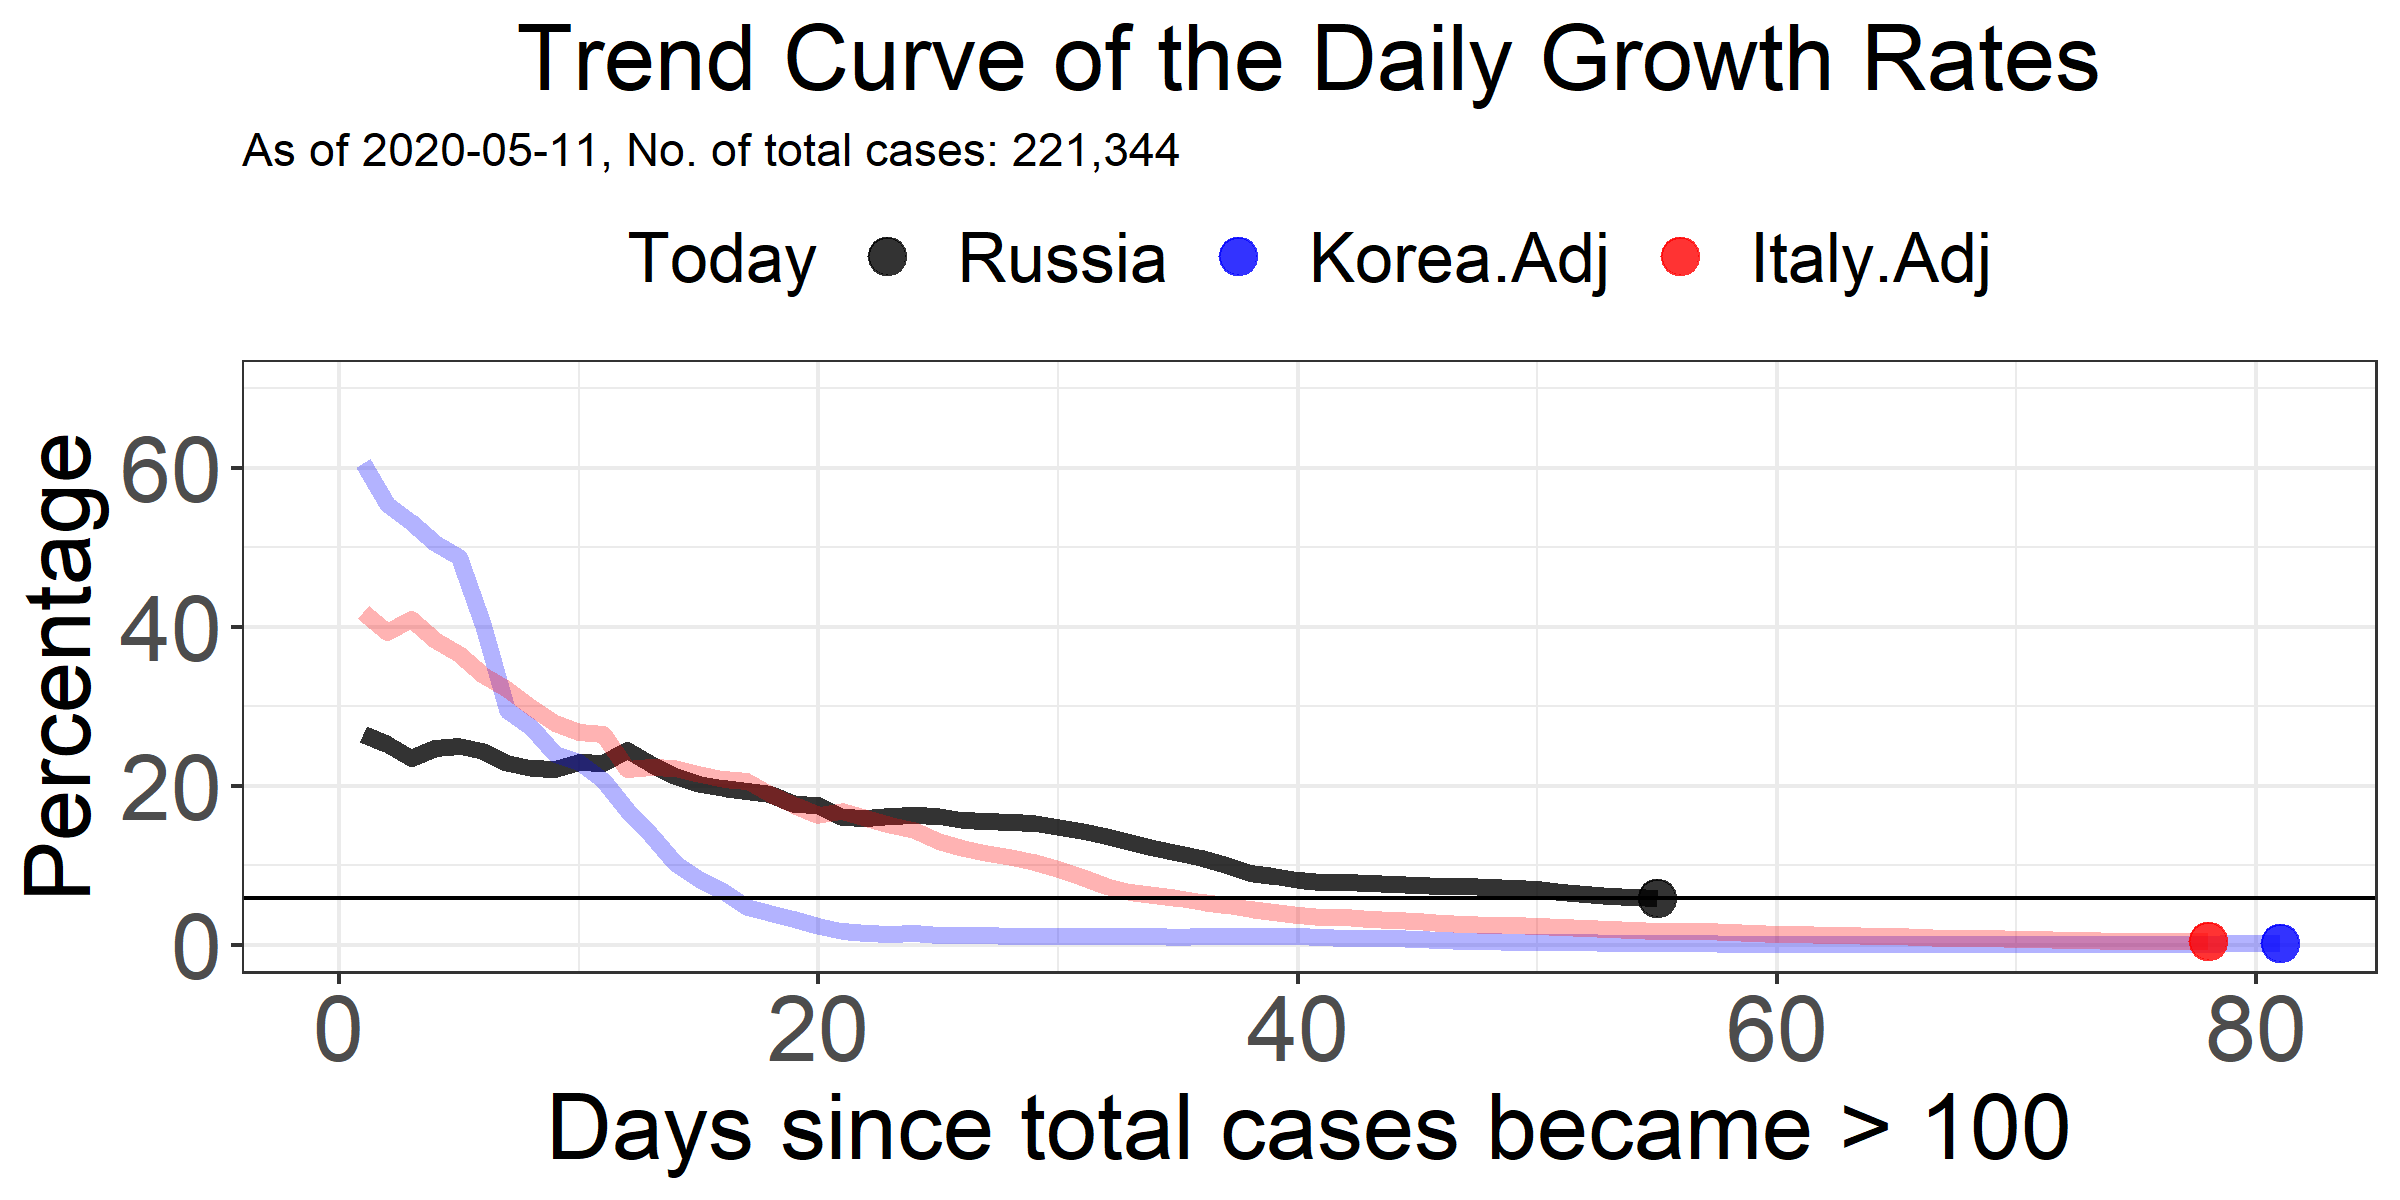 Trend Curve of the Daily Growth Rates
As of 2020-05-11, No. of total cases: 221,344
Today Russia Korea.Adj Italy.Adj
Percentage
60
40
20
0
0 20 40 60 80
Days since total cases became > 100